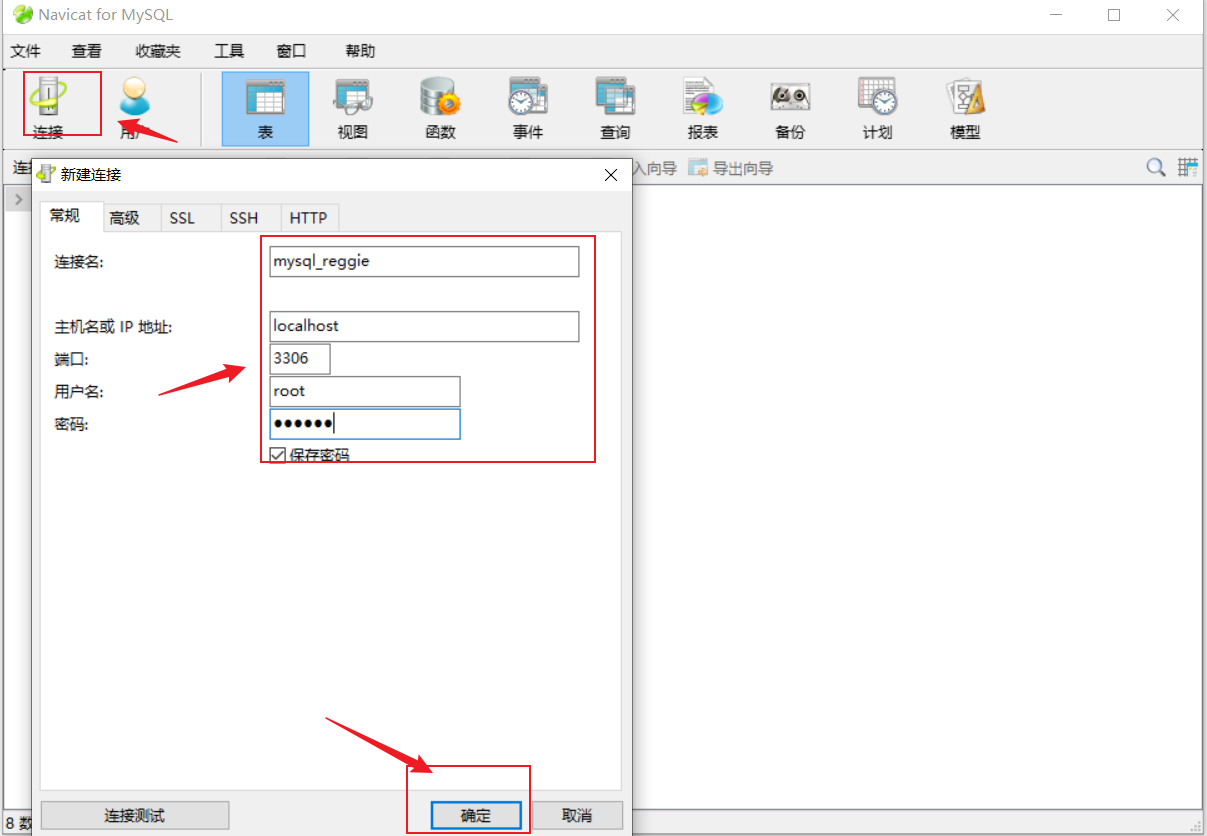 Navicat for MySQL
文件 查看 收藏夹 工具 窗口 帮助
连接 用户 表 视图 函数 事件 查询 报表 备份 计划 模型
入向导 导出向导
新建连接
常规 高级 SSL SSH HTTP
连接名: mysql_reggie
主机名或 IP 地址: localhost
端口: 3306
用户名: root
密码: ●●●●●●
保存密码
连接测试 确定 取消
8 数